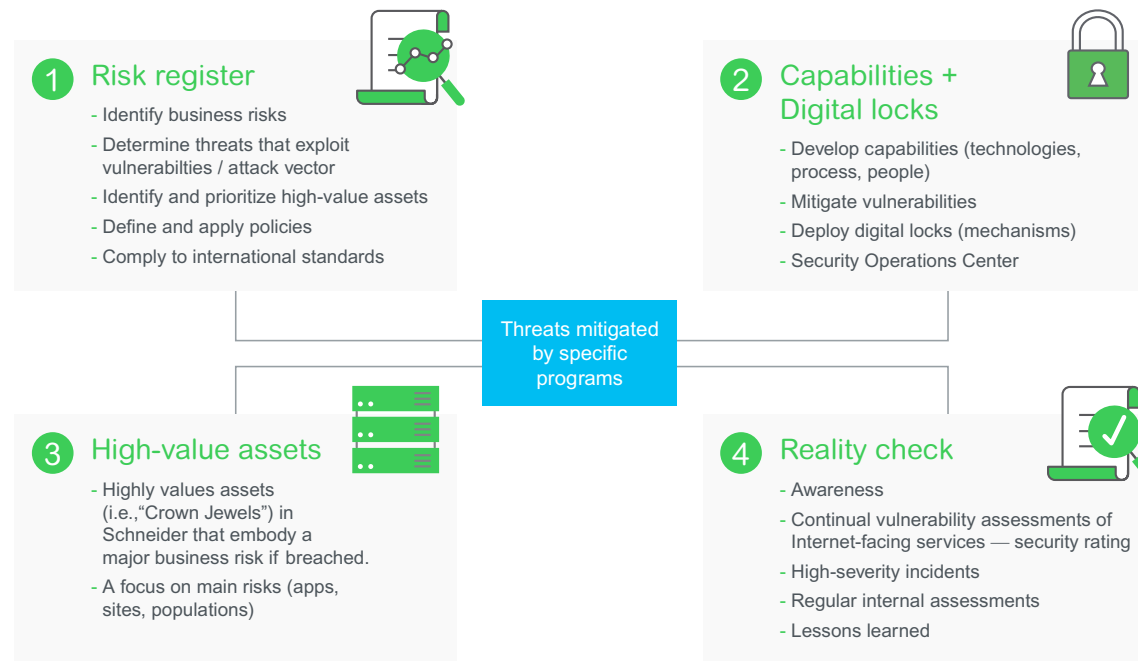 1 Risk register
- Identify business risks
- Determine threats that exploit
vulnerabilties / attack vector
- Identify and prioritize high-value assets
- Define and apply policies
- Comply to international standards
2 Capabilities +
Digital locks
- Develop capabilities (technologies,
process, people)
- Mitigate vulnerabilities
- Deploy digital locks (mechanisms)
- Security Operations Center
Threats mitigated
by specific
programs
3 High-value assets
- Highly values assets
(i.e.,“Crown Jewels”) in
Schneider that embody a
major business risk if breached.
- A focus on main risks (apps,
sites, populations)
4 Reality check
- Awareness
- Continual vulnerability assessments of
Internet-facing services — security rating
- High-severity incidents
- Regular internal assessments
- Lessons learned